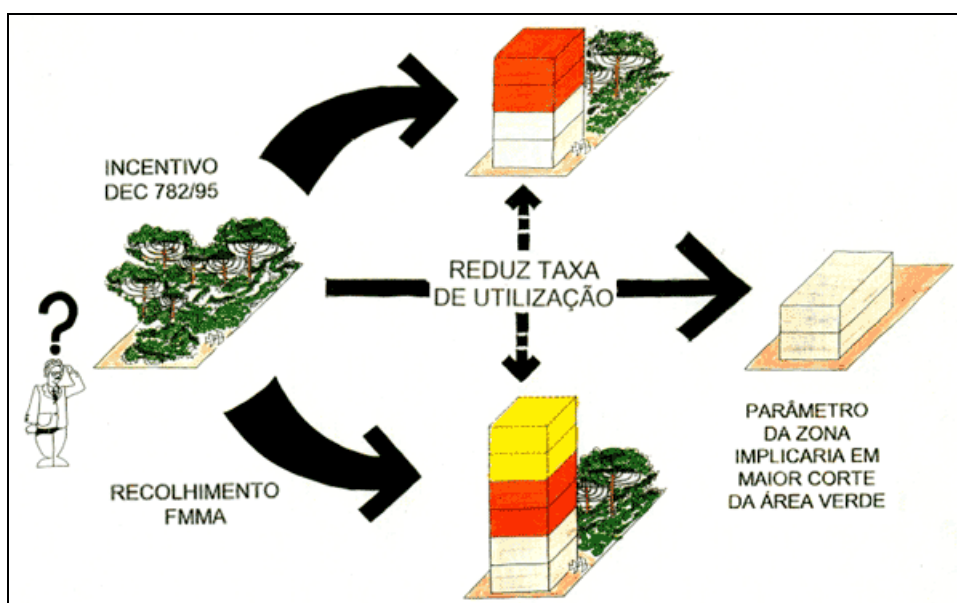 INCENTIVO
DEC 782/95
REDUZ TAXA
DE UTILIZAÇÃO
?
RECOLHIMENTO
FMMA
PARÂMETRO
DA ZONA
IMPLICARIA EM
MAIOR CORTE
DA ÁREA VERDE